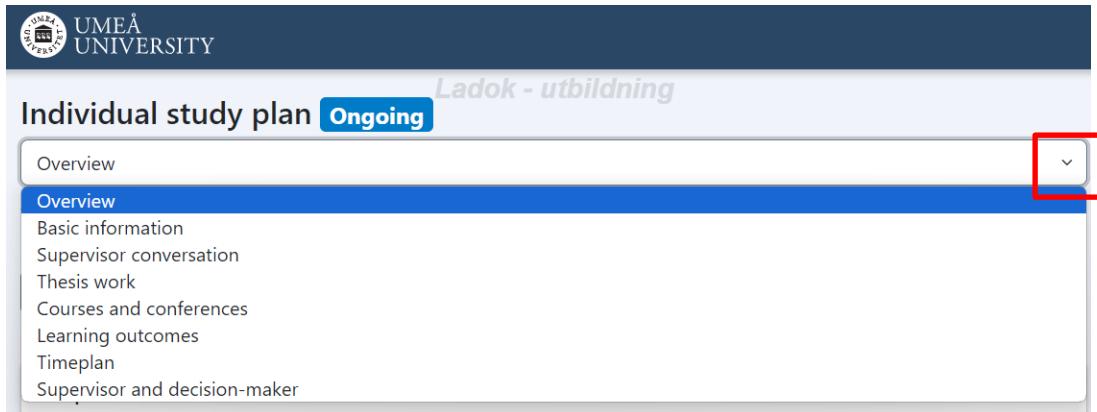 UMEÅ
UNIVERSITY
Ladok - utbildning
Individual study plan Ongoing
Overview
Overview
Basic information
Supervisor conversation
Thesis work
Courses and conferences
Learning outcomes
Timeplan
Supervisor and decision-maker